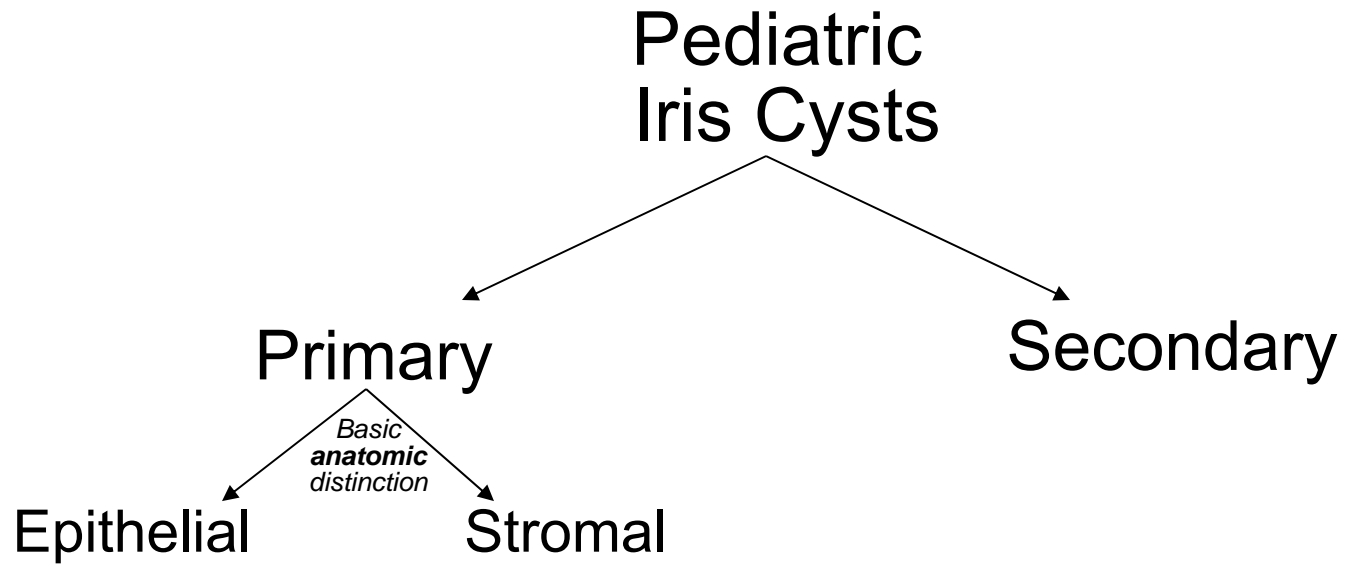 Pediatric
Iris Cysts
Primary
Secondary
Basic
anatomic
distinction
Epithelial
Stromal